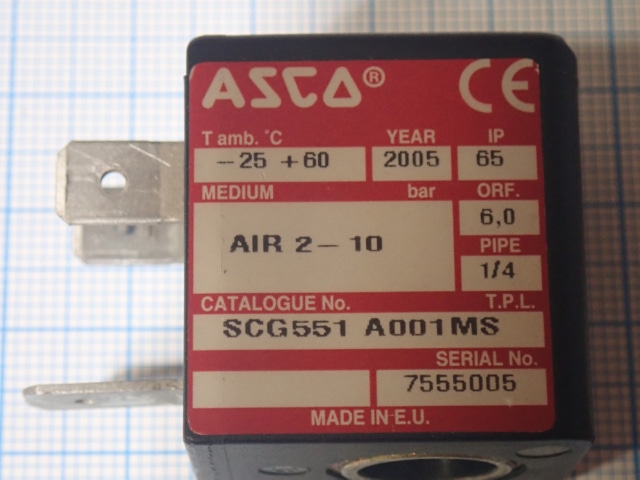 ASCO® CE
T amb. °C YEAR IP
-25 +60 2005 65
MEDIUM bar ORF.
6,0
AIR 2-10
PIPE
1/4
CATALOGUE No. T.P.L.
SCG551 A001MS
SERIAL No.
7555005
MADE IN E.U.